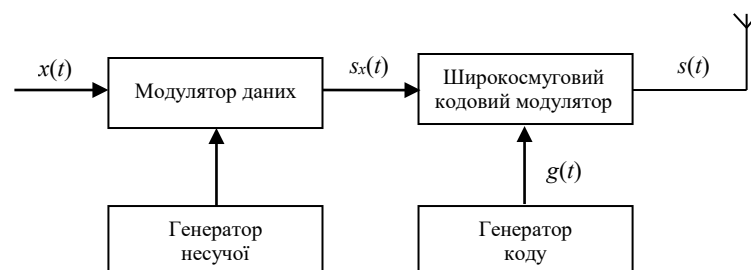 x(t)
Модулятор даних
sx(t)
Широкосмуговий
кодовий модулятор
s(t)
g(t)
Генератор
несучої
Генератор
коду